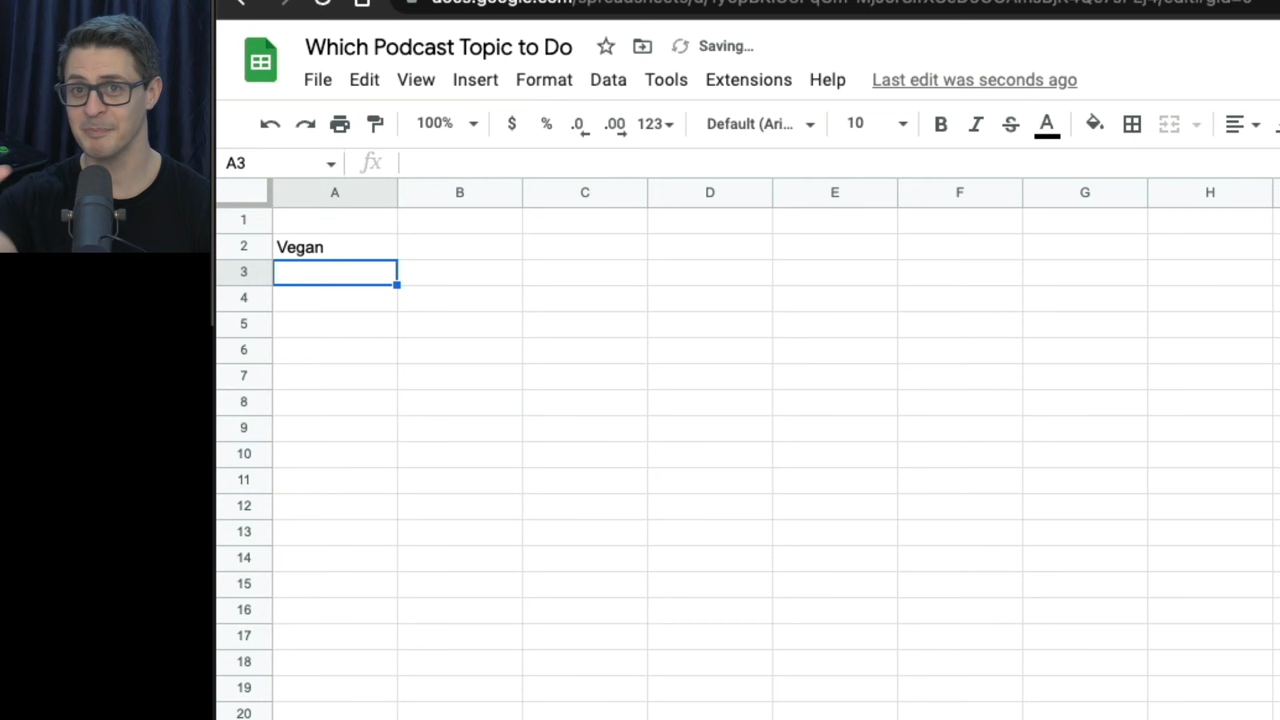 Which Podcast Topic to Do
Saving...
File Edit View Insert Format Data Tools Extensions Help Last edit was seconds ago
100% $ % .0 .00 123 Default (Ari... 10 B I S A
A3 fx
A B C D E F G H
1
2 Vegan
3
4
5
6
7
8
9
10
11
12
13
14
15
16
17
18
19
20